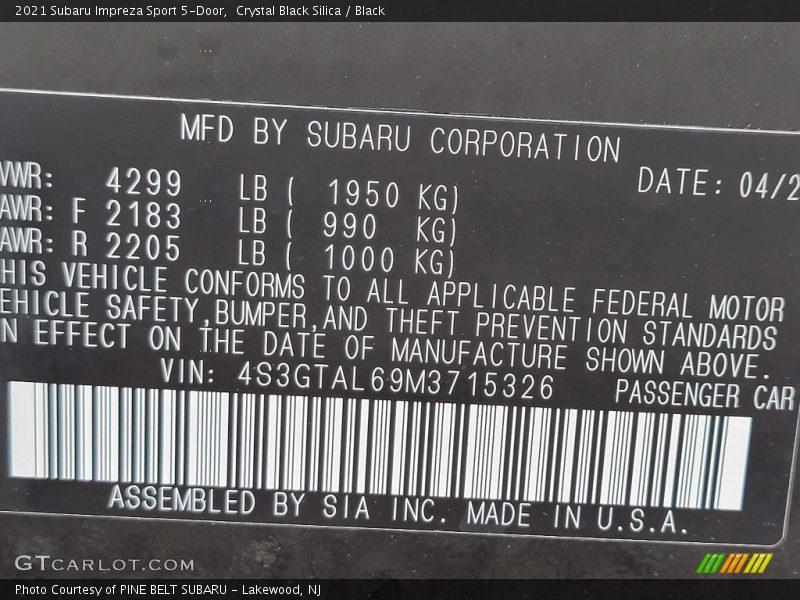 2021 Subaru Impreza Sport 5-Door, Crystal Black Silica / Black
MFD BY SUBARU CORPORATION
VWR: 4299 LB ( 1950 KG) DATE: 04/2
AWR: F 2183 LB ( 990 KG)
AWR: R 2205 LB ( 1000 KG)
HIS VEHICLE CONFORMS TO ALL APPLICABLE FEDERAL MOTOR
EHICLE SAFETY,BUMPER,AND THEFT PREVENTION STANDARDS
N EFFECT ON THE DATE OF MANUFACTURE SHOWN ABOVE.
VIN: 4S3GTAL69M3715326 PASSENGER CAR
ASSEMBLED BY SIA INC. MADE IN U.S.A.
GTCARLOT.COM
Photo Courtesy of PINE BELT SUBARU - Lakewood, NJ